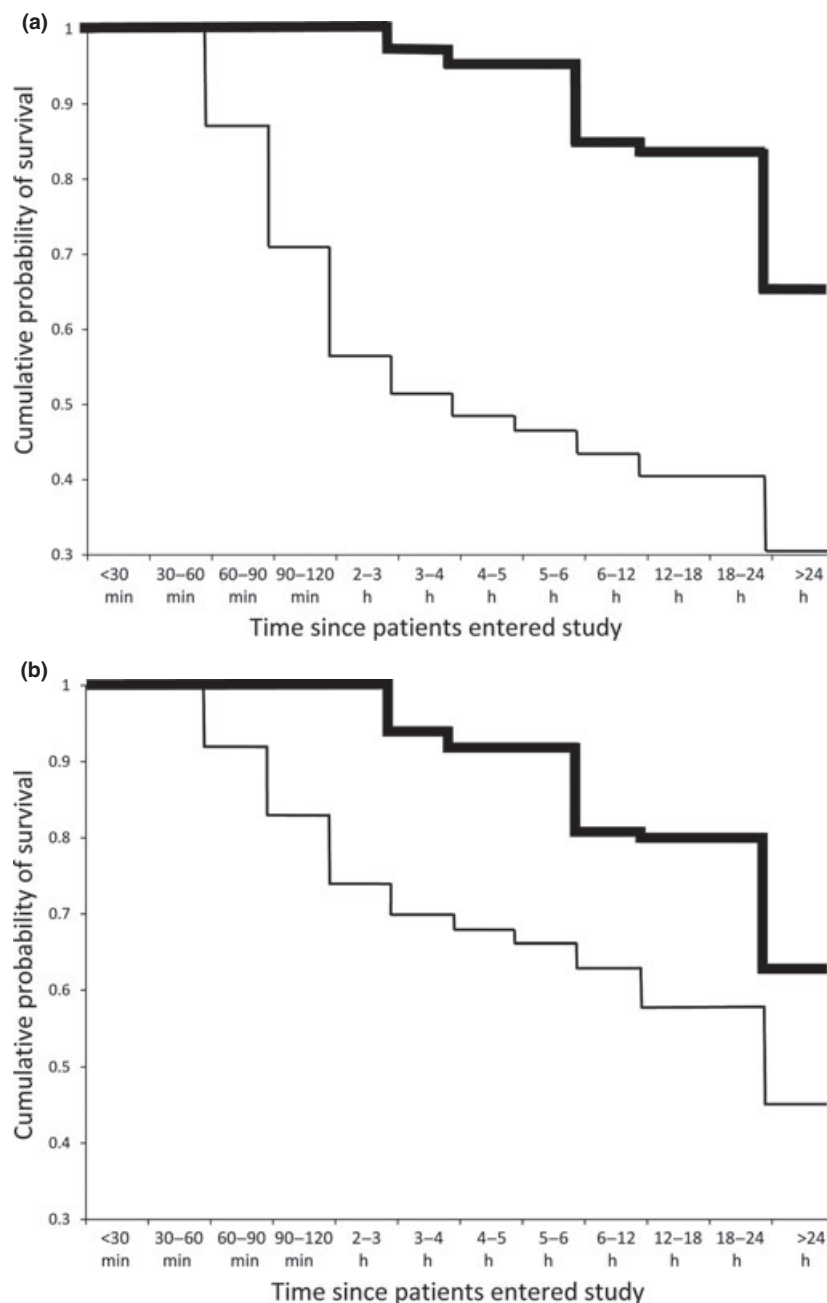 (a)
Cumulative probability of survival
1
0.9
0.8
0.7
0.6
0.5
0.4
0.3
<30 30–60 60–90 90–120 2–3 3–4 4–5 5–6 6–12 12–18 18–24 >24
min min min min h h h h h h h h
Time since patients entered study
(b)
Cumulative probability of survival
1
0.9
0.8
0.7
0.6
0.5
0.4
0.3
<30 30–60 60–90 90–120 2–3 3–4 4–5 5–6 6–12 12–18 18–24 >24
min min min min h h h h h h h h
Time since patients entered study